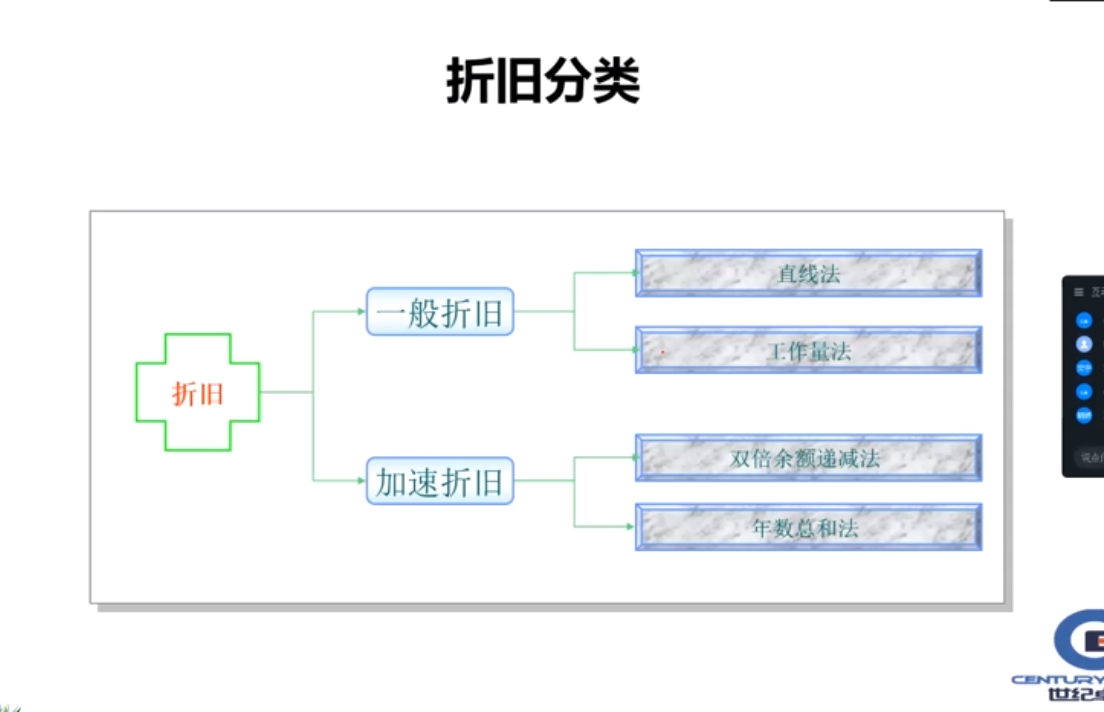 折旧分类
折旧
一般折旧
直线法
工作量法
加速折旧
双倍余额递减法
年数总和法
CENTURY
世纪